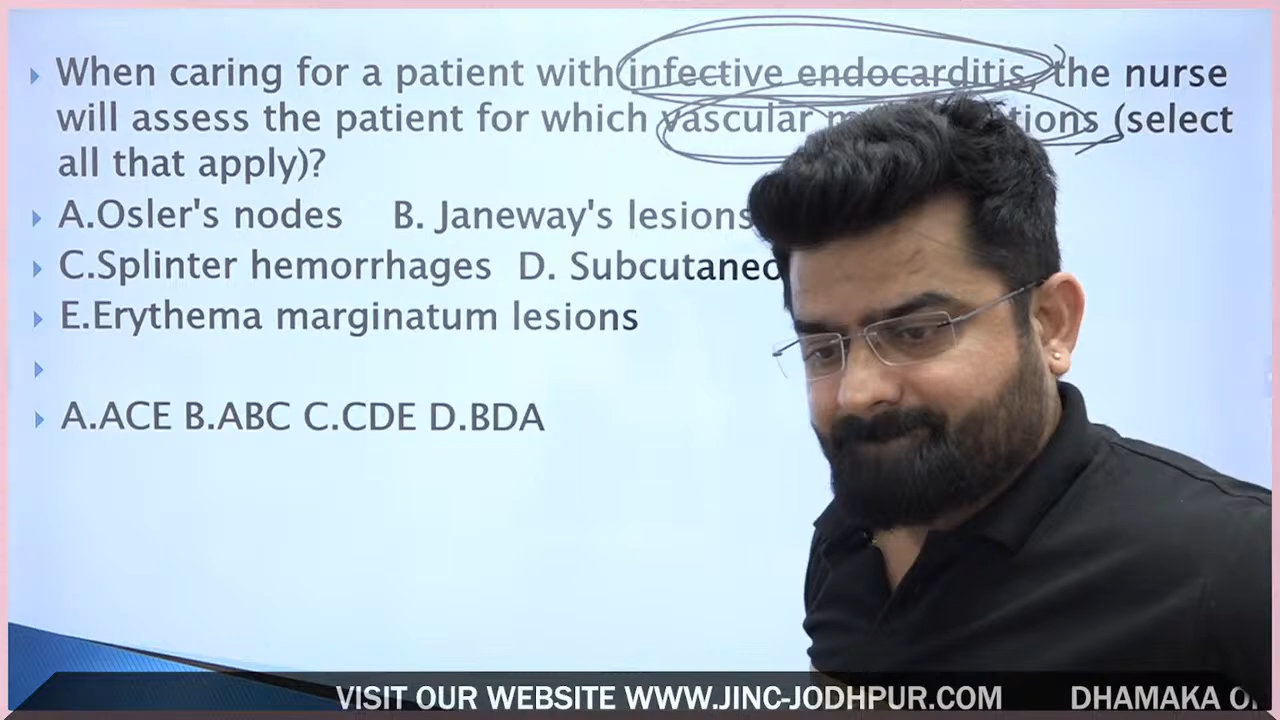 When caring for a patient with infective endocarditis, the nurse
will assess the patient for which vascular (select
all that apply)?
A.Osler's nodes B. Janeway's lesions
C.Splinter hemorrhages D.
E.Erythema marginatum lesions
A.ACE B.ABC C.CDE D.BDA
VISIT OUR WEBSITE WWW.JINC-JODHPUR.COM DHAMAKA